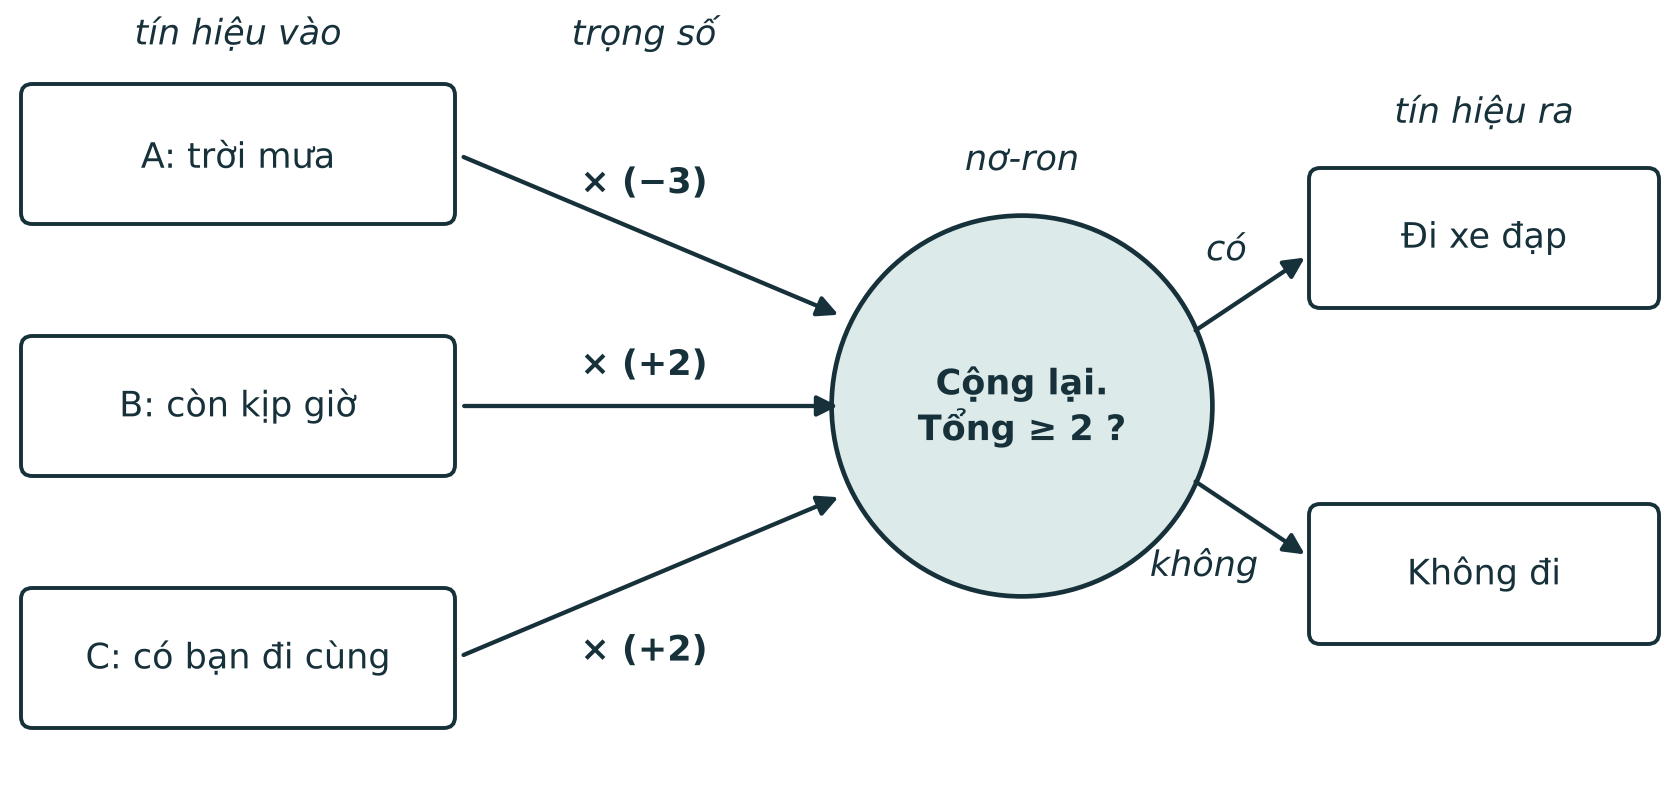 tín hiệu vào
trọng số
A: trời mưa
× (−3)
B: còn kịp giờ
× (+2)
C: có bạn đi cùng
× (+2)
nơ-ron
Cộng lại.
Tổng ≥ 2 ?
tín hiệu ra
có
Đi xe đạp
không
Không đi